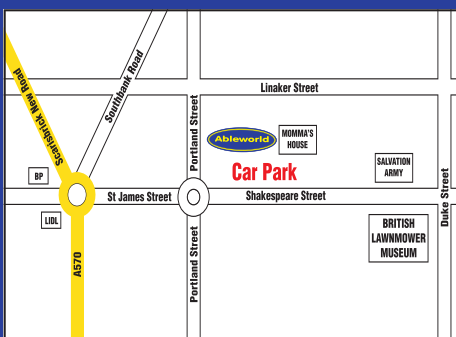 Scarisbrick New Road
Southbank Road
Linaker Street
Portland Street
Ableworld
MOMMA'S
HOUSE
Car Park
SALVATION
ARMY
BP
St James Street
Shakespeare Street
Duke Street
LIDL
BRITISH
LAWNMOWER
MUSEUM
A570
Portland Street